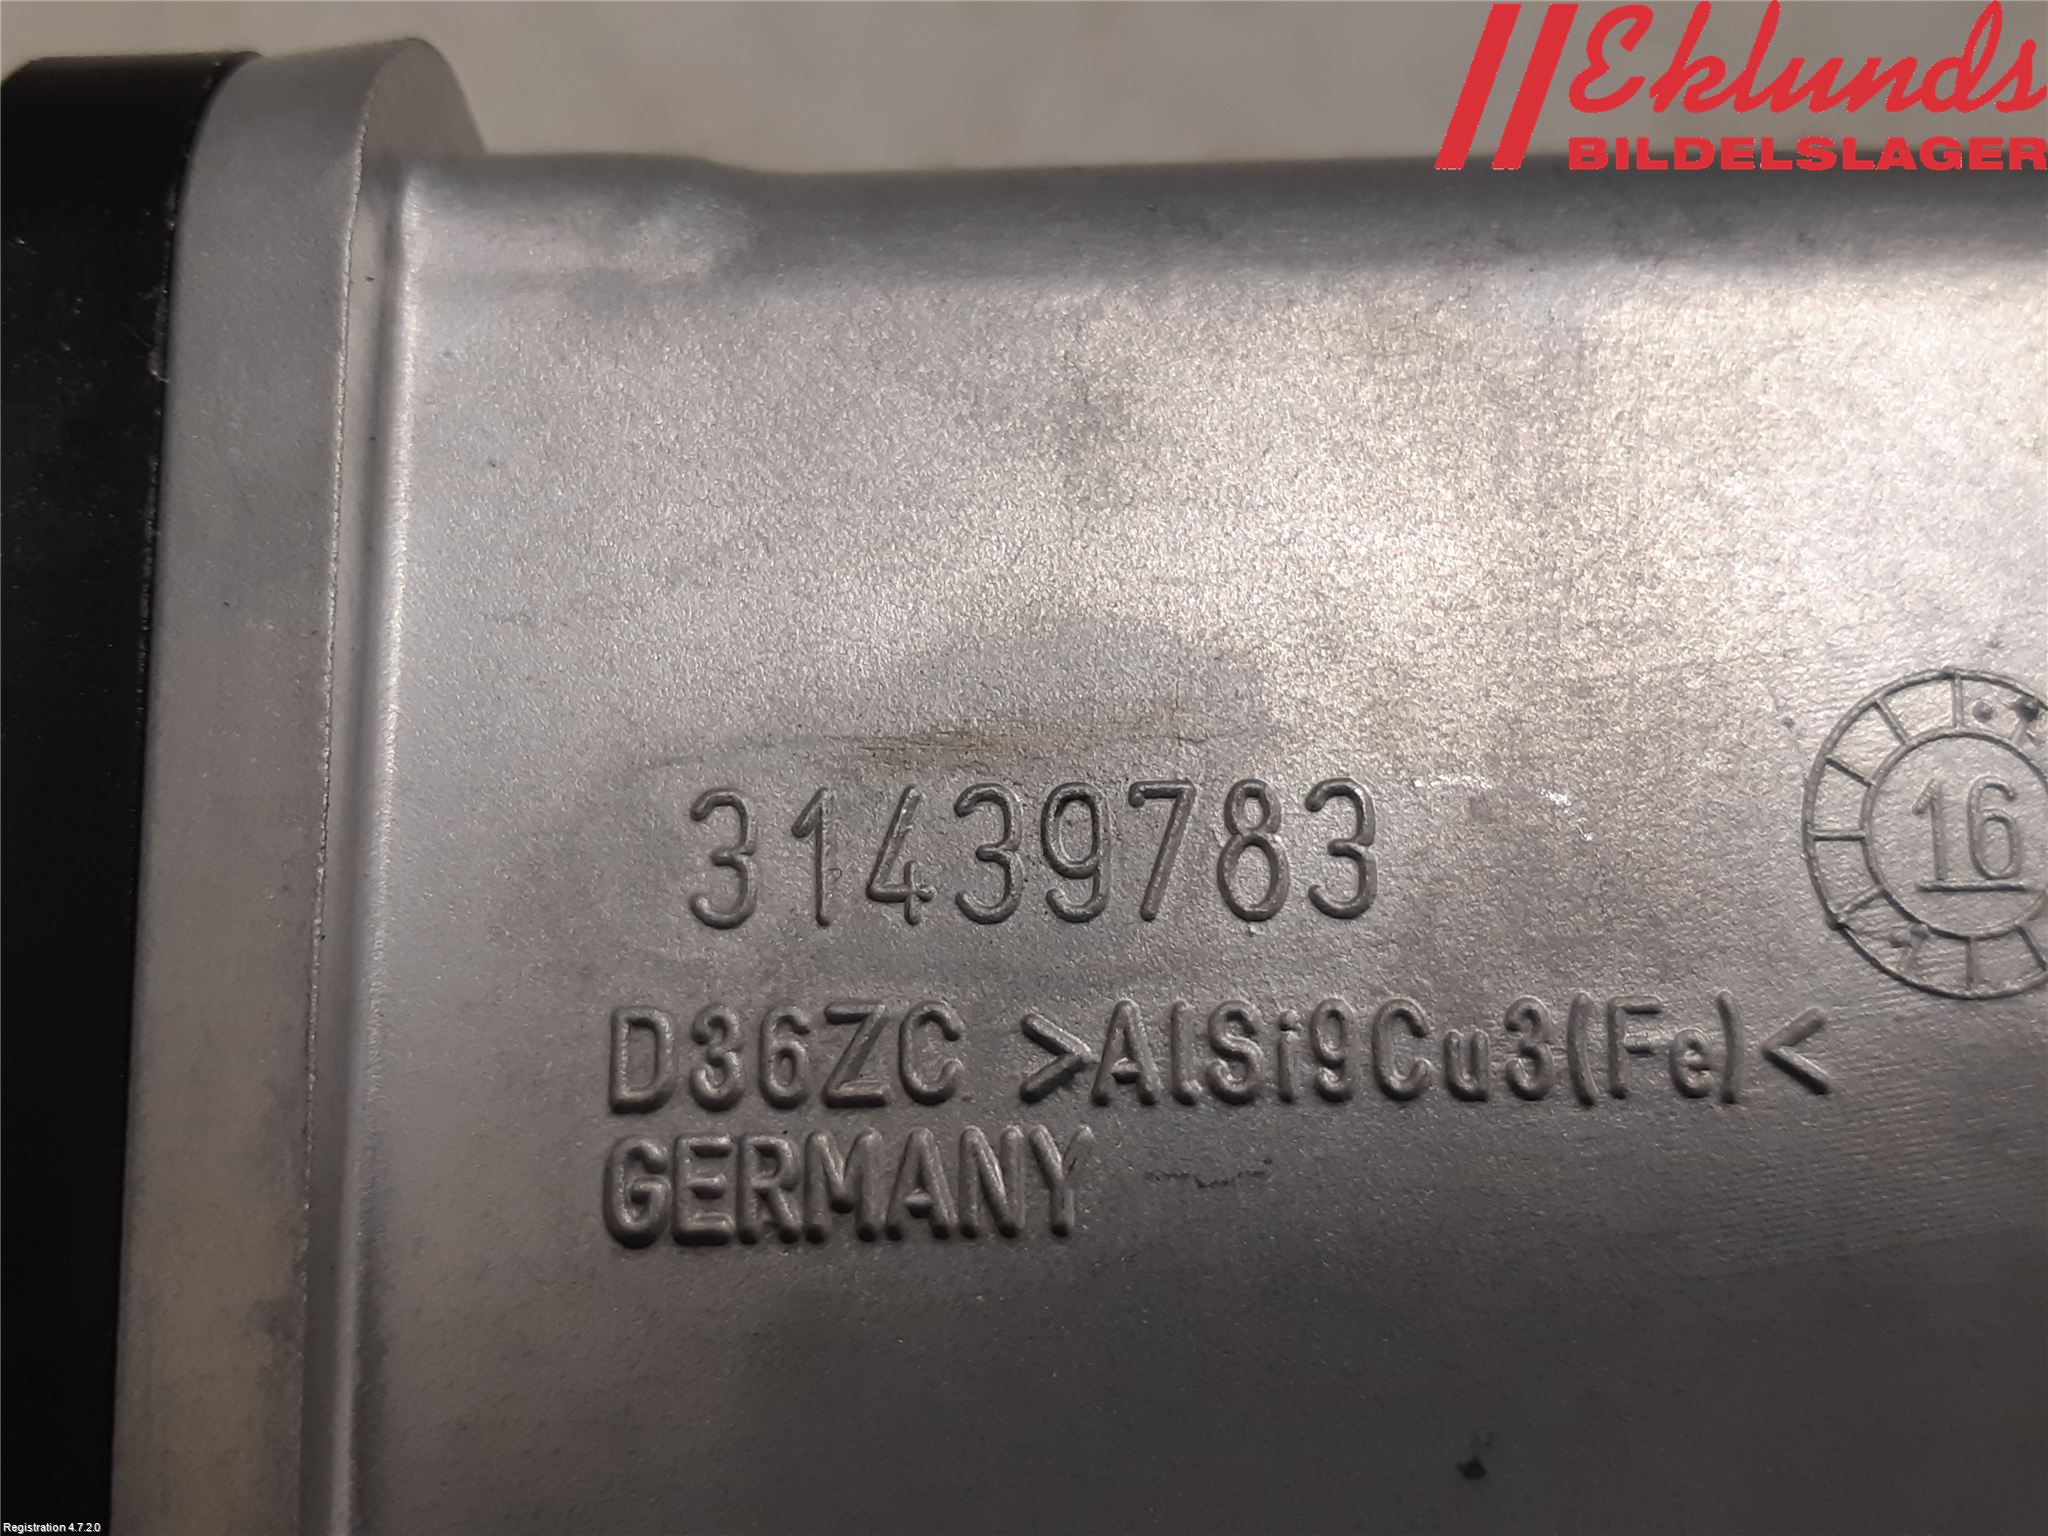 Eklunds
BILDELSLAGER
31439783
16
D36ZC >AlSi9Cu3(Fe)<
GERMANY
Registration 4.7.2.0